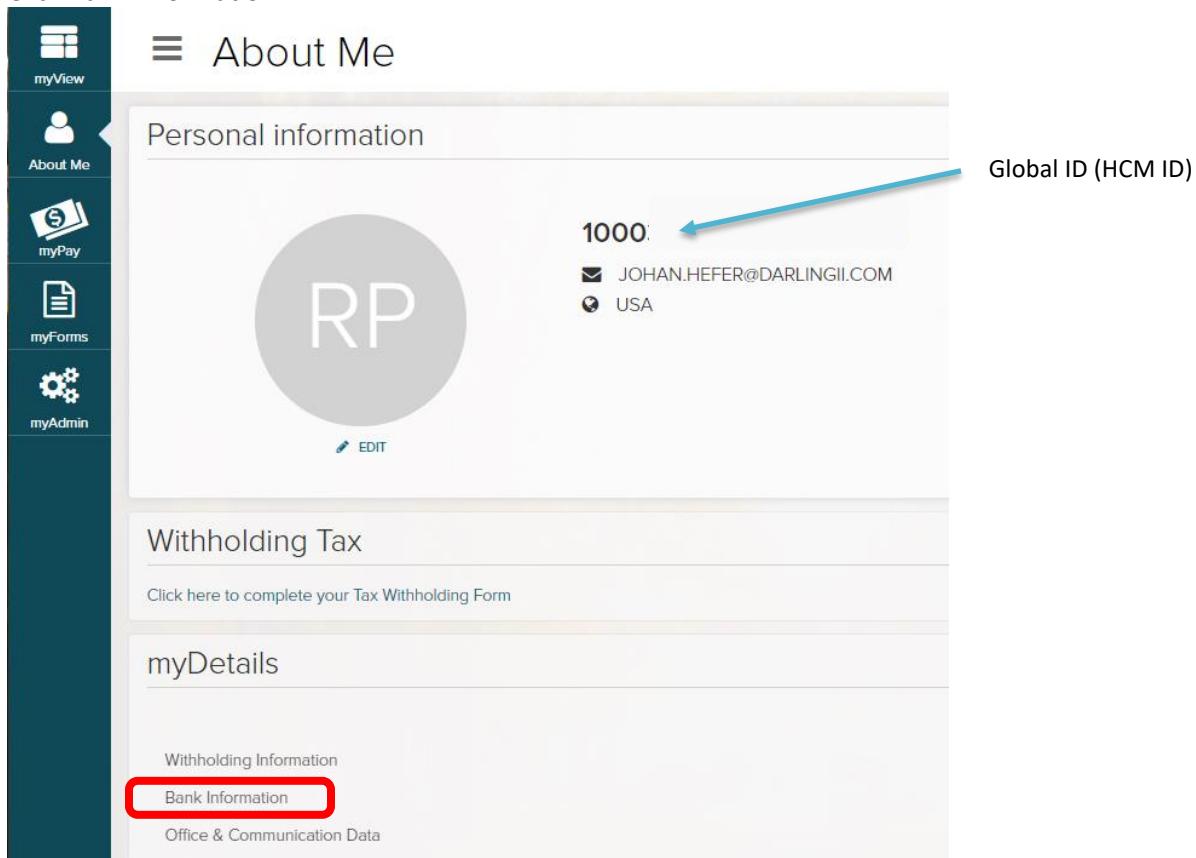 myView
About Me
About Me
Personal information
Global ID (HCM ID)
1000
JOHAN.HEFER@DARLINGII.COM
myPay
RP
USA
myForms
myAdmin
EDIT
Withholding Tax
Click here to complete your Tax Withholding Form
myDetails
Withholding Information
Bank Information
Office & Communication Data